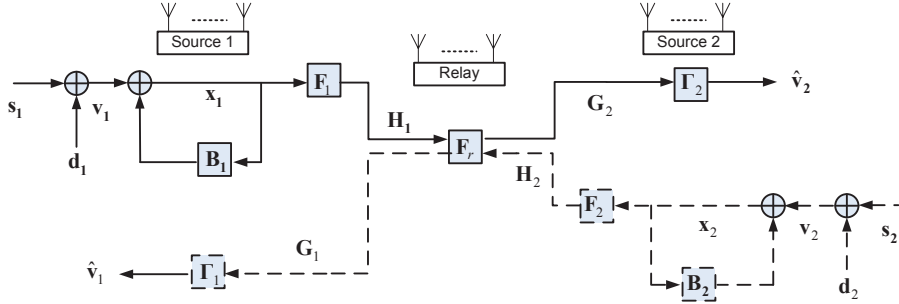 Source 1
Source 2
Relay
s₁
d₁
v₁
x₁
B₁
F₁
H₁
F_r
G₂
Γ₂
v̂₂
H₂
F₂
x₂
B₂
v₂
d₂
s₂
G₁
Γ₁
v̂₁